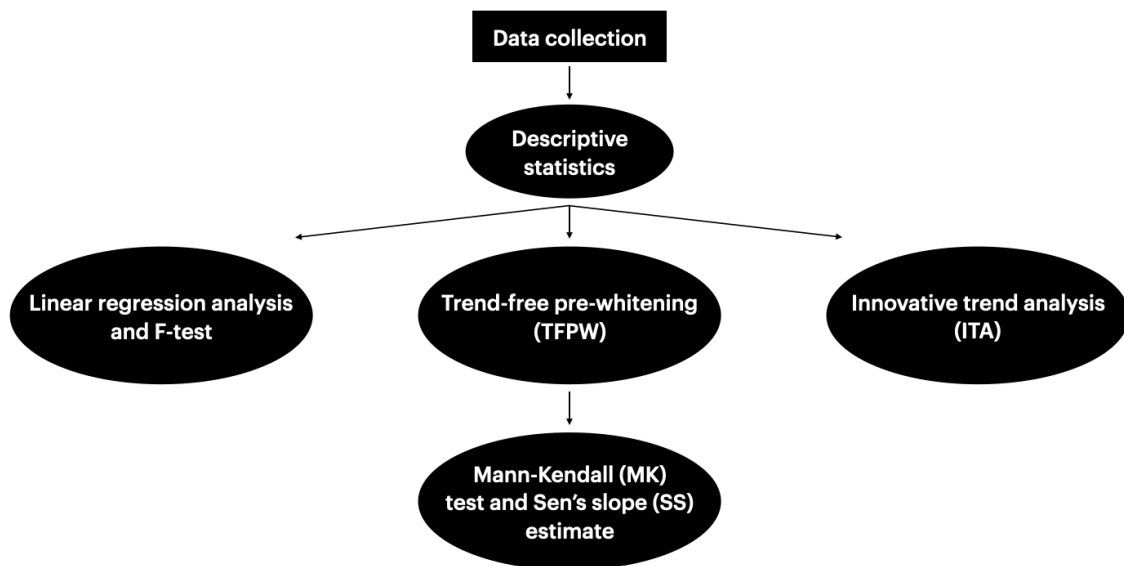 Data collection
Descriptive
statistics
Linear regression analysis
and F-test
Trend-free pre-whitening
(TFPW)
Innovative trend analysis
(ITA)
Mann-Kendall (MK)
test and Sen’s slope (SS)
estimate